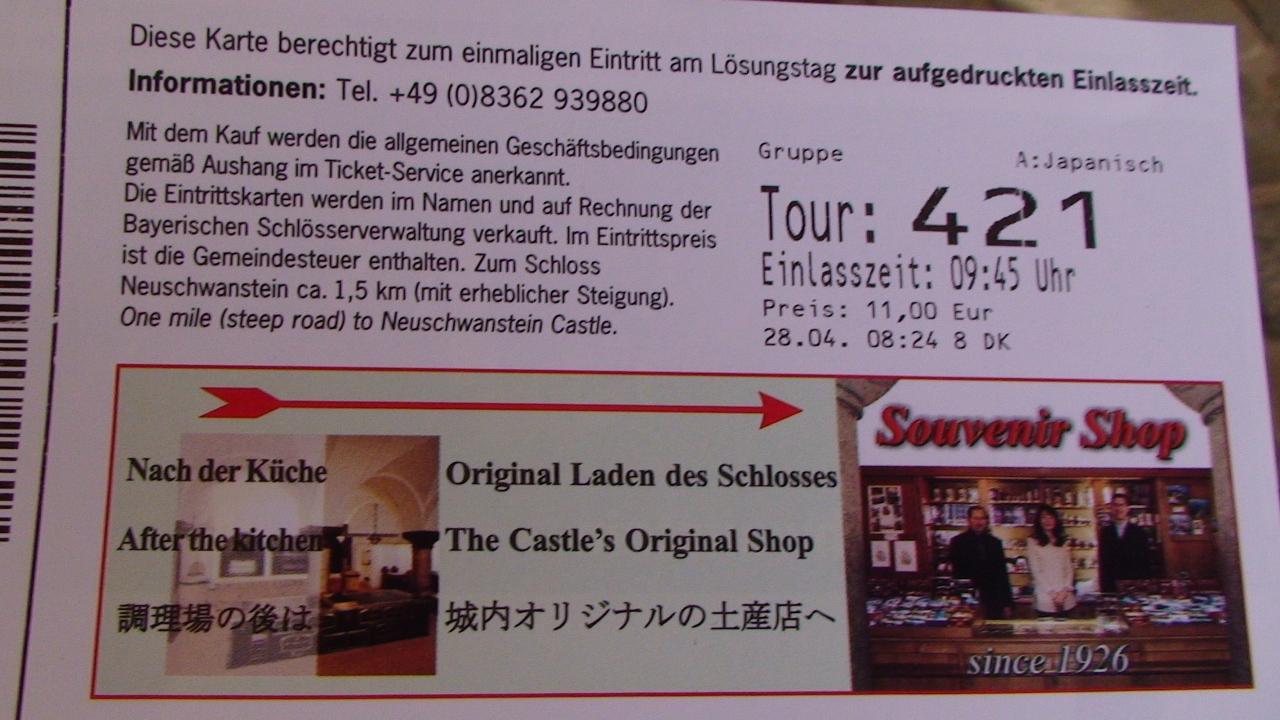 Diese Karte berechtigt zum einmaligen Eintritt am Lösungstag zur aufgedruckten Einlasszeit.
Informationen: Tel. +49 (0)8362 939880
Mit dem Kauf werden die allgemeinen Geschäftsbedingungen
gemäß Aushang im Ticket-Service anerkannt.
Die Eintrittskarten werden im Namen und auf Rechnung der
Bayerischen Schlösserverwaltung verkauft. Im Eintrittspreis
ist die Gemeindesteuer enthalten. Zum Schloss
Neuschwanstein ca. 1,5 km (mit erheblicher Steigung).
One mile (steep road) to Neuschwanstein Castle.
Gruppe A:Japanisch
Tour: 421
Einlasszeit: 09:45 Uhr
Preis: 11,00 Eur
28.04. 08:24 8 DK
Nach der Küche
After the kitchen
調理場の後は
Original Laden des Schlosses
The Castle's Original Shop
城内オリジナルの土産店へ
Souvenir Shop
since 1926